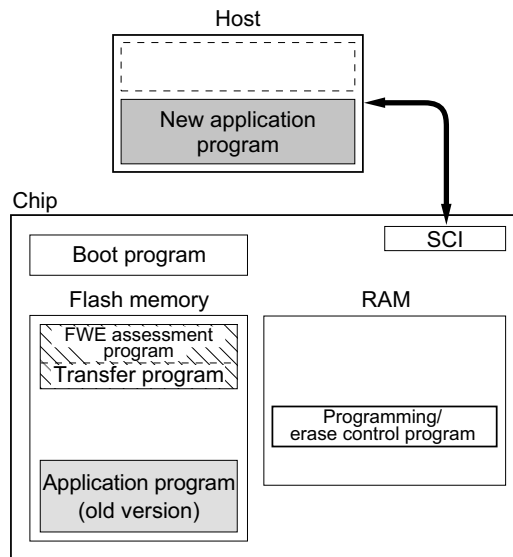 Host
New application
program
Chip
SCI
Boot program
Flash memory
RAM
FWE assessment
program
Transfer program
Programming/
erase control program
Application program
(old version)